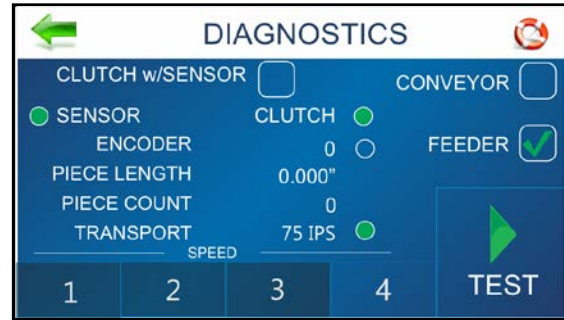 DIAGNOSTICS
CLUTCH w/SENSOR
CONVEYOR
SENSOR CLUTCH
ENCODER 0
FEEDER
PIECE LENGTH 0.000"
PIECE COUNT 0
TRANSPORT 75 IPS
SPEED
1 2 3 4 TEST